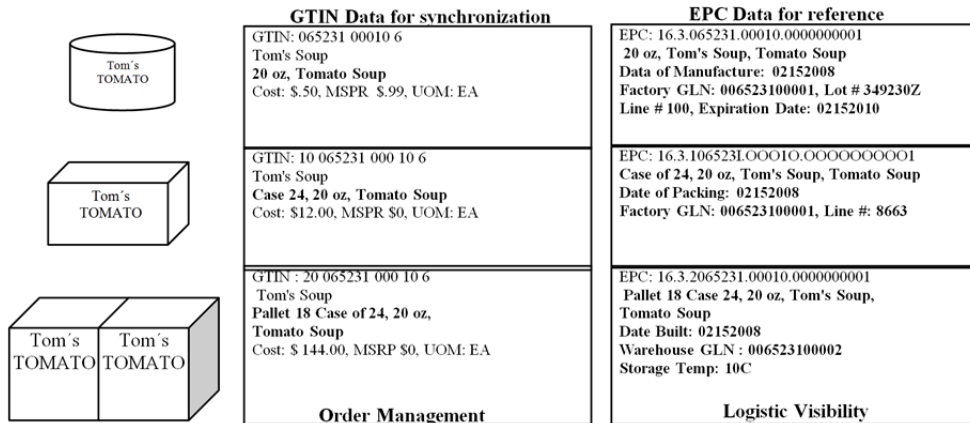 GTIN Data for synchronization
EPC Data for reference
Tom´s
TOMATO
GTIN: 065231 00010 6
Tom's Soup
20 oz, Tomato Soup
Cost: $.50, MSPR $.99, UOM: EA
EPC: 16.3.065231.00010.0000000001
20 oz, Tom's Soup, Tomato Soup
Data of Manufacture: 02152008
Factory GLN: 006523100001, Lot # 349230Z
Line # 100, Expiration Date: 02152010
Tom´s
TOMATO
GTIN: 10 065231 000 10 6
Tom's Soup
Case 24, 20 oz, Tomato Soup
Cost: $12.00, MSPR $0, UOM: EA
EPC: 16.3.106523I.OOO1O.OOOOOOOOO1
Case of 24, 20 oz, Tom's Soup, Tomato Soup
Date of Packing: 02152008
Factory GLN: 006523100001, Line #: 8663
Tom´s
TOMATO
Tom´s
TOMATO
GTIN : 20 065231 000 10 6
Tom's Soup
Pallet 18 Case of 24, 20 oz,
Tomato Soup
Cost: $ 144.00, MSRP $0, UOM: EA
Order Management
EPC: 16.3.2065231.00010.0000000001
Pallet 18 Case 24, 20 oz, Tom's Soup,
Tomato Soup
Date Built: 02152008
Warehouse GLN : 006523100002
Storage Temp: 10C
Logistic Visibility